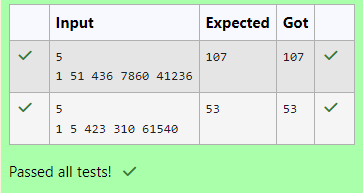 Input Expected Got
5 107 107
1 51 436 7860 41236
5 53 53
1 5 423 310 61540
Passed all tests!